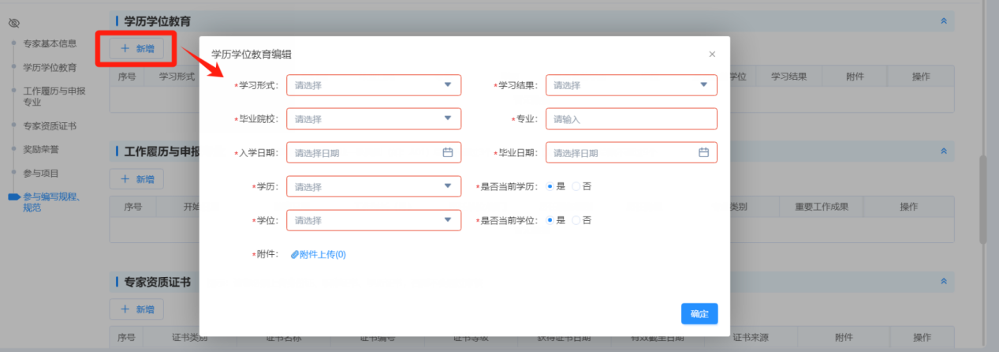 专家基本信息
学历学位教育
工作履历与申报
专业
专家资质证书
奖励荣誉
参与项目
参与编写规程、
规范
学历学位教育
新增
序号 学习形式 学位 学习结果 附件 操作
学历学位教育编辑
*学习形式： 请选择 *学习结果： 请选择
*毕业院校： 请选择 *专业： 请输入
*入学日期： 请选择日期 *毕业日期： 请选择日期
*学历： 请选择 *是否当前学历： 是 否
*学位： 请选择 *是否当前学位： 是 否
*附件： 附件上传(0)
确定
工作履历与申报
新增
序号 开始 类别 重要工作成果 操作
专家资质证书
新增
序号 证书类别 证书名称 证书编号 证书等级 获得证书日期 有效截至日期 证书来源 附件 操作